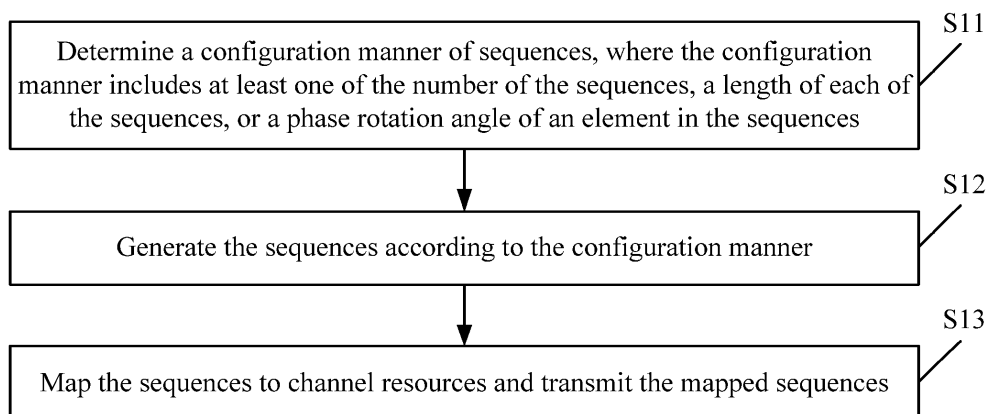 S11
Determine a configuration manner of sequences, where the configuration
manner includes at least one of the number of the sequences, a length of each of
the sequences, or a phase rotation angle of an element in the sequences
S12
Generate the sequences according to the configuration manner
S13
Map the sequences to channel resources and transmit the mapped sequences